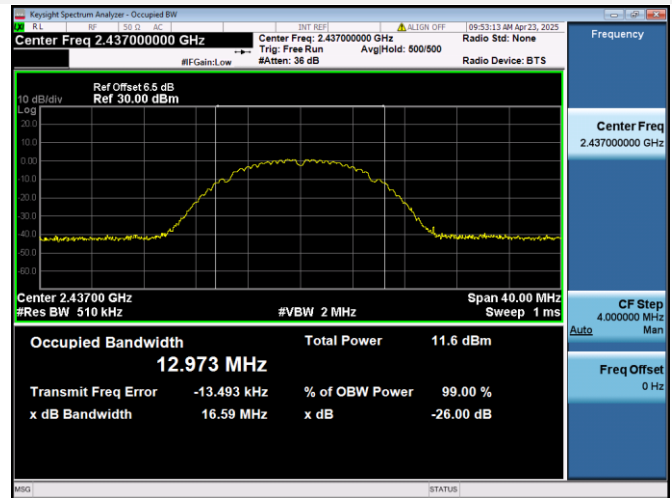 Keysight Spectrum Analyzer - Occupied BW
RL RF 50 Ω AC INT REF ALIGN OFF 09:53:13 AM Apr 23, 2025
Center Freq 2.437000000 GHz Center Freq: 2.437000000 GHz Radio Std: None
Trig: Free Run Avg|Hold: 500/500
#IFGain:Low #Atten: 36 dB Radio Device: BTS
Frequency
Ref Offset 6.5 dB
10 dB/div Ref 30.00 dBm
Log
20.0
10.0
0.00
-10.0
-20.0
-30.0
-40.0
-50.0
-60.0
Center 2.43700 GHz Span 40.00 MHz
#Res BW 510 kHz #VBW 2 MHz Sweep 1 ms
Occupied Bandwidth Total Power 11.6 dBm
12.973 MHz
Transmit Freq Error -13.493 kHz % of OBW Power 99.00 %
x dB Bandwidth 16.59 MHz x dB -26.00 dB
Center Freq
2.437000000 GHz
CF Step
4.000000 MHz
Auto Man
Freq Offset
0 Hz
MSG STATUS